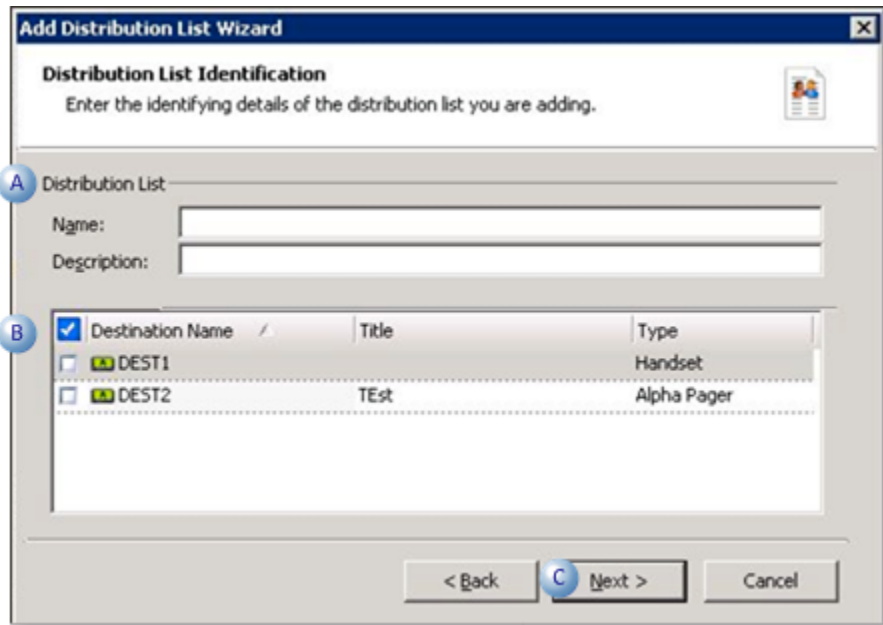 Add Distribution List Wizard
Distribution List Identification
Enter the identifying details of the distribution list you are adding.
A Distribution List
Name:
Description:
B Destination Name Title Type
DEST1 Handset
DEST2 TEst Alpha Pager
< Back C Next > Cancel